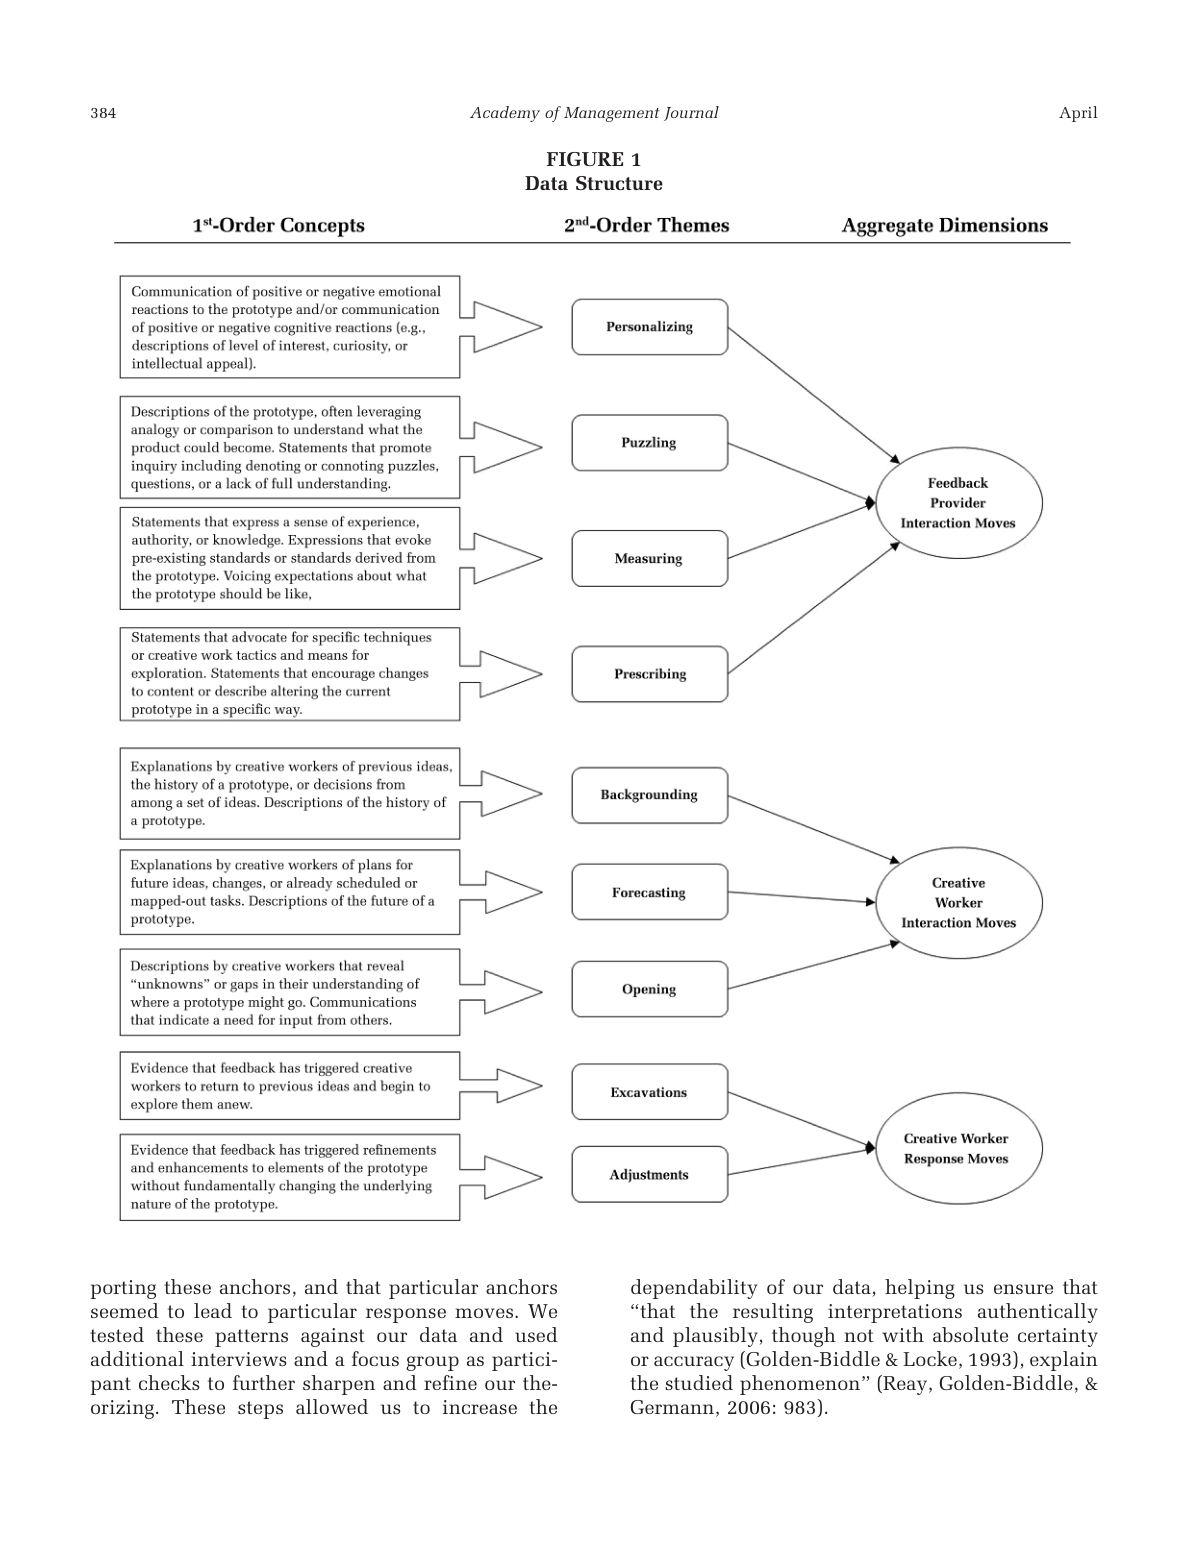 384
Academy of Management Journal
April
FIGURE 1
Data Structure
1st-Order Concepts
2nd-Order Themes
Aggregate Dimensions
Communication of positive or negative emotional
reactions to the prototype and/or communication
of positive or negative cognitive reactions (e.g.,
descriptions of level of interest, curiosity, or
intellectual appeal).
Personalizing
Descriptions of the prototype, often leveraging
analogy or comparison to understand what the
product could become. Statements that promote
inquiry including denoting or connoting puzzles,
questions, or a lack of full understanding.
Puzzling
Statements that express a sense of experience,
authority, or knowledge. Expressions that evoke
pre-existing standards or standards derived from
the prototype. Voicing expectations about what
the prototype should be like,
Measuring
Statements that advocate for specific techniques
or creative work tactics and means for
exploration. Statements that encourage changes
to content or describe altering the current
prototype in a specific way.
Prescribing
Feedback
Provider
Interaction Moves
Explanations by creative workers of previous ideas,
the history of a prototype, or decisions from
among a set of ideas. Descriptions of the history of
a prototype.
Backgrounding
Explanations by creative workers of plans for
future ideas, changes, or already scheduled or
mapped-out tasks. Descriptions of the future of a
prototype.
Forecasting
Descriptions by creative workers that reveal
“unknowns” or gaps in their understanding of
where a prototype might go. Communications
that indicate a need for input from others.
Opening
Creative
Worker
Interaction Moves
Evidence that feedback has triggered creative
workers to return to previous ideas and begin to
explore them anew.
Excavations
Evidence that feedback has triggered refinements
and enhancements to elements of the prototype
without fundamentally changing the underlying
nature of the prototype.
Adjustments
Creative Worker
Response Moves
porting these anchors, and that particular anchors
seemed to lead to particular response moves. We
tested these patterns against our data and used
additional interviews and a focus group as partici-
pant checks to further sharpen and refine our the-
orizing. These steps allowed us to increase the
dependability of our data, helping us ensure that
“that the resulting interpretations authentically
and plausibly, though not with absolute certainty
or accuracy (Golden-Biddle & Locke, 1993), explain
the studied phenomenon” (Reay, Golden-Biddle, &
Germann, 2006: 983).